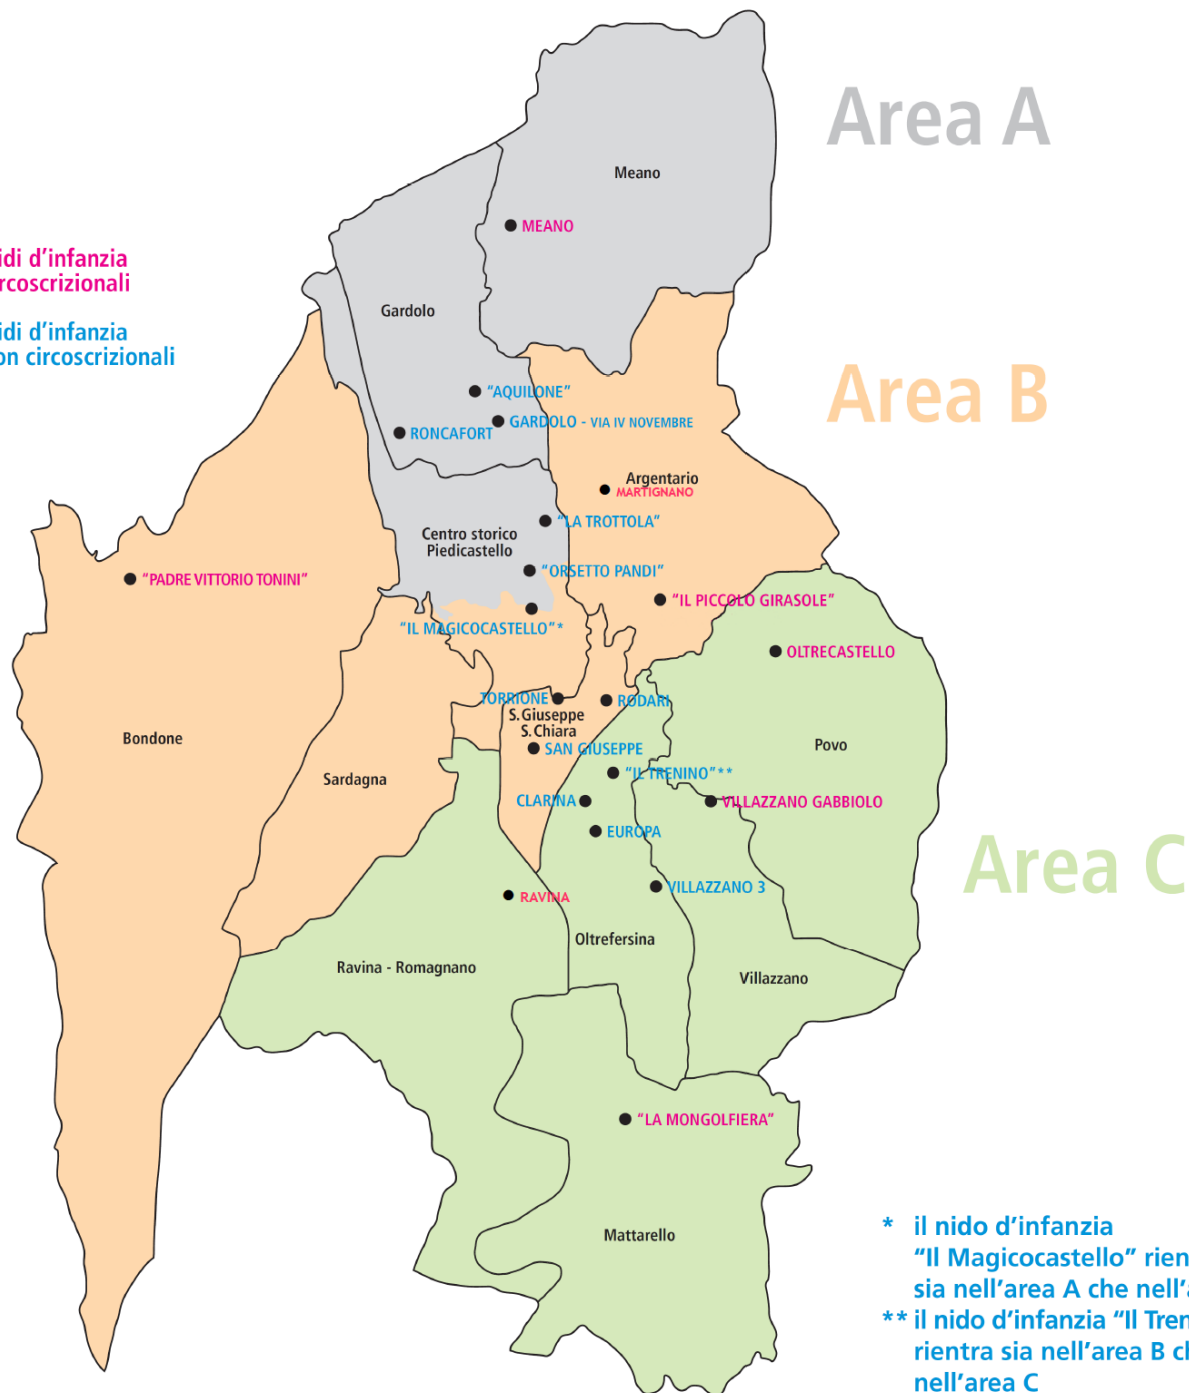 Area A
Meano
MEANO
idi d'infanzia
rcoscrizionali
Gardolo
idi d'infanzia
on circoscrizionali
Area B
"AQUILONE"
GARDOLO - VIA IV NOVEMBRE
RONCAFORT
Argentario
MARTIGNANO
"LA TROTTOLA"
Centro storico
Piedicastello
"ORSETTO PANDI"
"PADRE VITTORIO TONINI"
"IL PICCOLO GIRASOLE"
"IL MAGICOCASTELLO"*
OLTRECASTELLO
TORRIONE
RODARI
S. Giuseppe
S. Chiara
Bondone
SAN GIUSEPPE
Povo
Sardagna
"IL TRENINO"**
CLARINA
VILLAZZANO GABBIOLO
EUROPA
Area C
VILLAZZANO 3
RAVINA
Oltrefersina
Ravina - Romagnano
Villazzano
"LA MONGOLFIERA"
Mattarello
* il nido d'infanzia
"Il Magicocastello" rien
sia nell'area A che nell'a
** il nido d'infanzia "Il Tren
rientra sia nell'area B ch
nell'area C